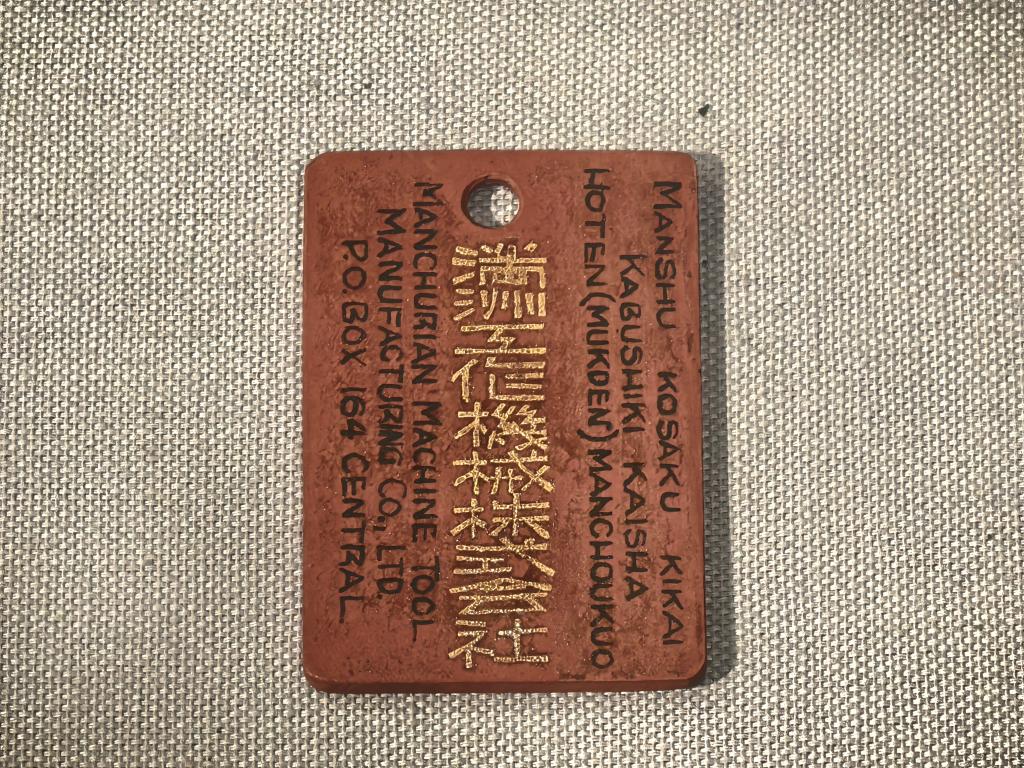 MANSHU KOSAKU KIKAI
KABUSHIKI KAISHA
HOTEN(MUKDEN)MANCHOUKUO
滿洲工作機械株式會社
MANCHURIAN MACHINE TOOL
MANUFACTURING CO., LTD.
P.O.BOX 164 CENTRAL